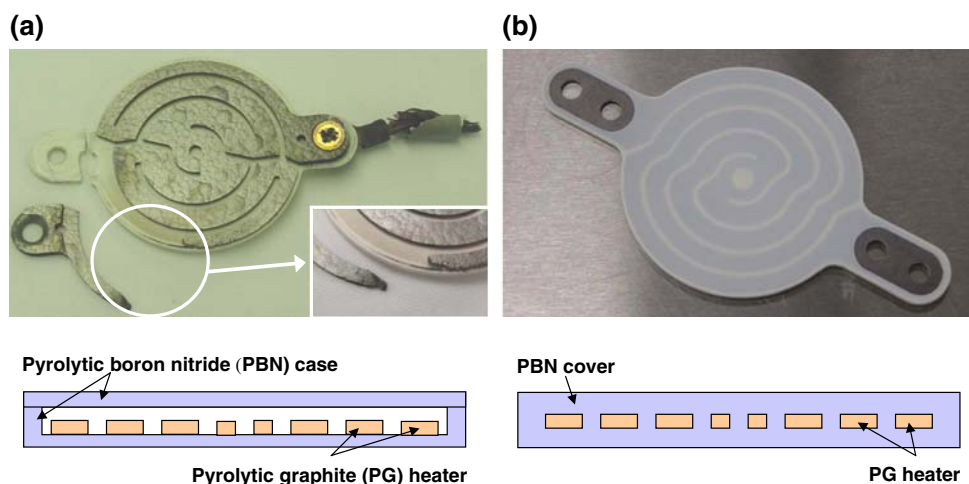 (a)
(b)
Pyrolytic boron nitride (PBN) case
Pyrolytic graphite (PG) heater
PBN cover
PG heater